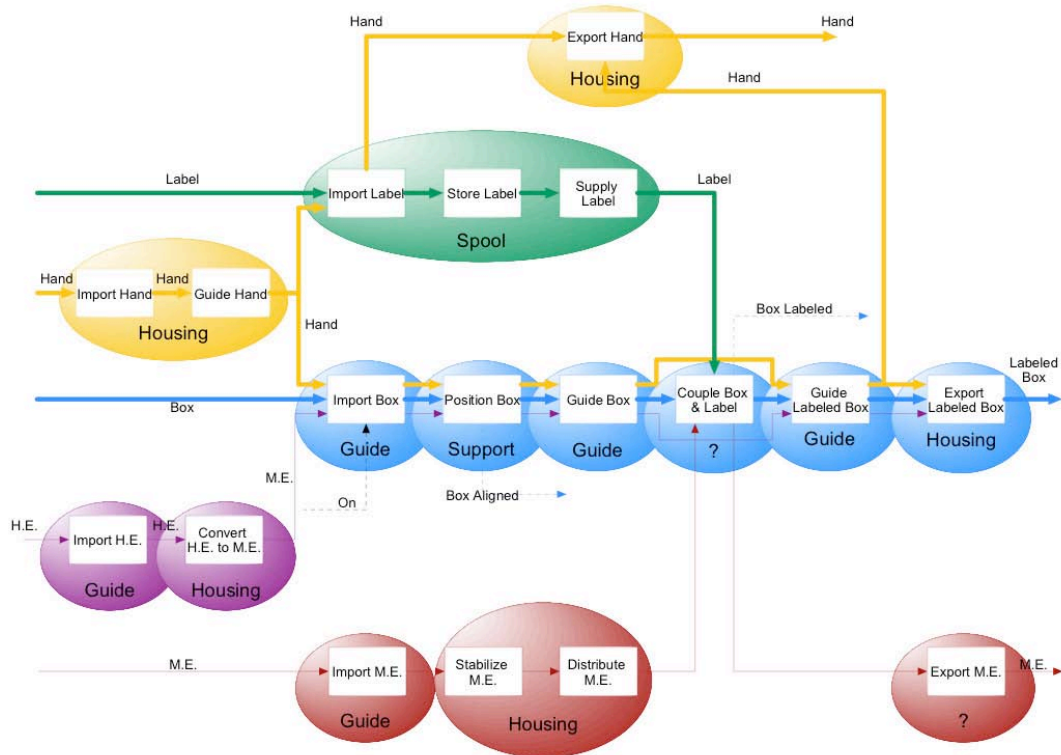 Hand
Export Hand
Housing
Hand
Label
Import Label
Store Label
Supply
Label
Label
Spool
Hand
Import Hand
Hand
Guide Hand
Housing
Hand
Box Labeled
Box
Import Box
Guide
Position Box
Support
Guide Box
Guide
Couple Box
& Label
?
Guide
Labeled Box
Guide
Export
Labeled Box
Housing
Labeled
Box
M.E.
On
Box Aligned
H.E.
Import H.E.
Guide
H.E.
Convert
H.E. to M.E.
Housing
M.E.
Import M.E.
Guide
Stabilize
M.E.
Distribute
M.E.
Housing
Export M.E.
?
M.E.
Hand